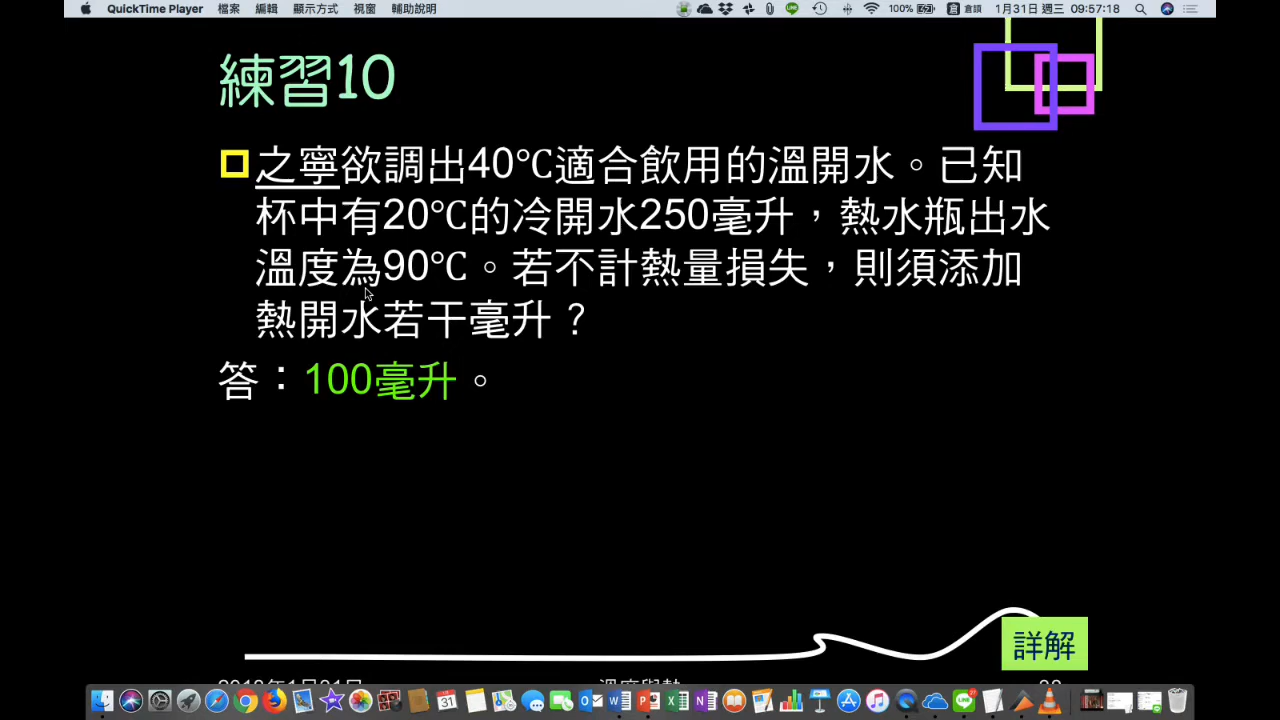 QuickTime Player 檔案 編輯 顯示方式 視窗 輔助說明 100% 倉頡 1月31日 週三 09:57:18
練習10
之寧欲調出40℃適合飲用的溫開水。已知
杯中有20℃的冷開水250毫升，熱水瓶出水
溫度為90℃。若不計熱量損失，則須添加
熱開水若干毫升？
答：100毫升。
詳解